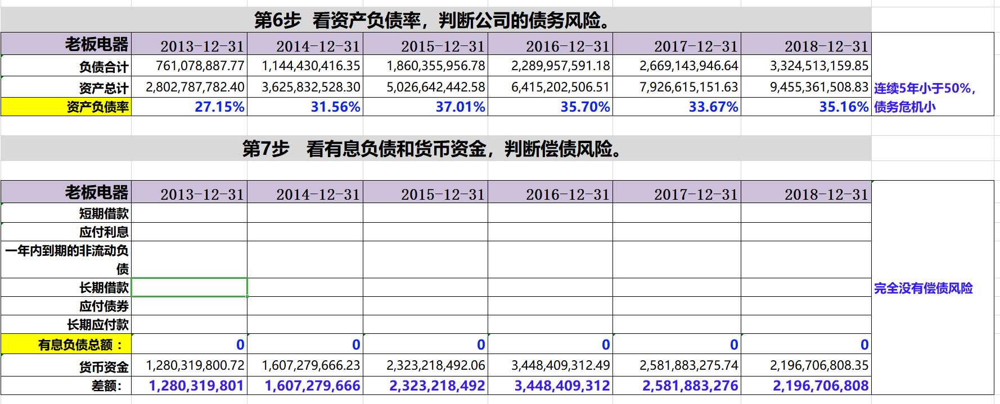 第6步 看资产负债率，判断公司的债务风险。
老板电器 2013-12-31 2014-12-31 2015-12-31 2016-12-31 2017-12-31 2018-12-31
负债合计 761,078,887.77 1,144,430,416.35 1,860,355,956.78 2,289,957,591.18 2,669,143,946.64 3,324,513,159.85
资产总计 2,802,787,782.40 3,625,832,528.30 5,026,642,442.58 6,415,202,506.51 7,926,615,151.63 9,455,361,508.83
资产负债率 27.15% 31.56% 37.01% 35.70% 33.67% 35.16%
连续5年小于50%，
债务危机小
第7步 看有息负债和货币资金，判断偿债风险。
老板电器 2013-12-31 2014-12-31 2015-12-31 2016-12-31 2017-12-31 2018-12-31
短期借款
应付利息
一年内到期的非流动负
债
长期借款
应付债券
长期应付款
有息负债总额： 0 0 0 0 0 0
货币资金 1,280,319,800.72 1,607,279,666.23 2,323,218,492.06 3,448,409,312.49 2,581,883,275.74 2,196,706,808.35
差额： 1,280,319,801 1,607,279,666 2,323,218,492 3,448,409,312 2,581,883,276 2,196,706,808
完全没有偿债风险